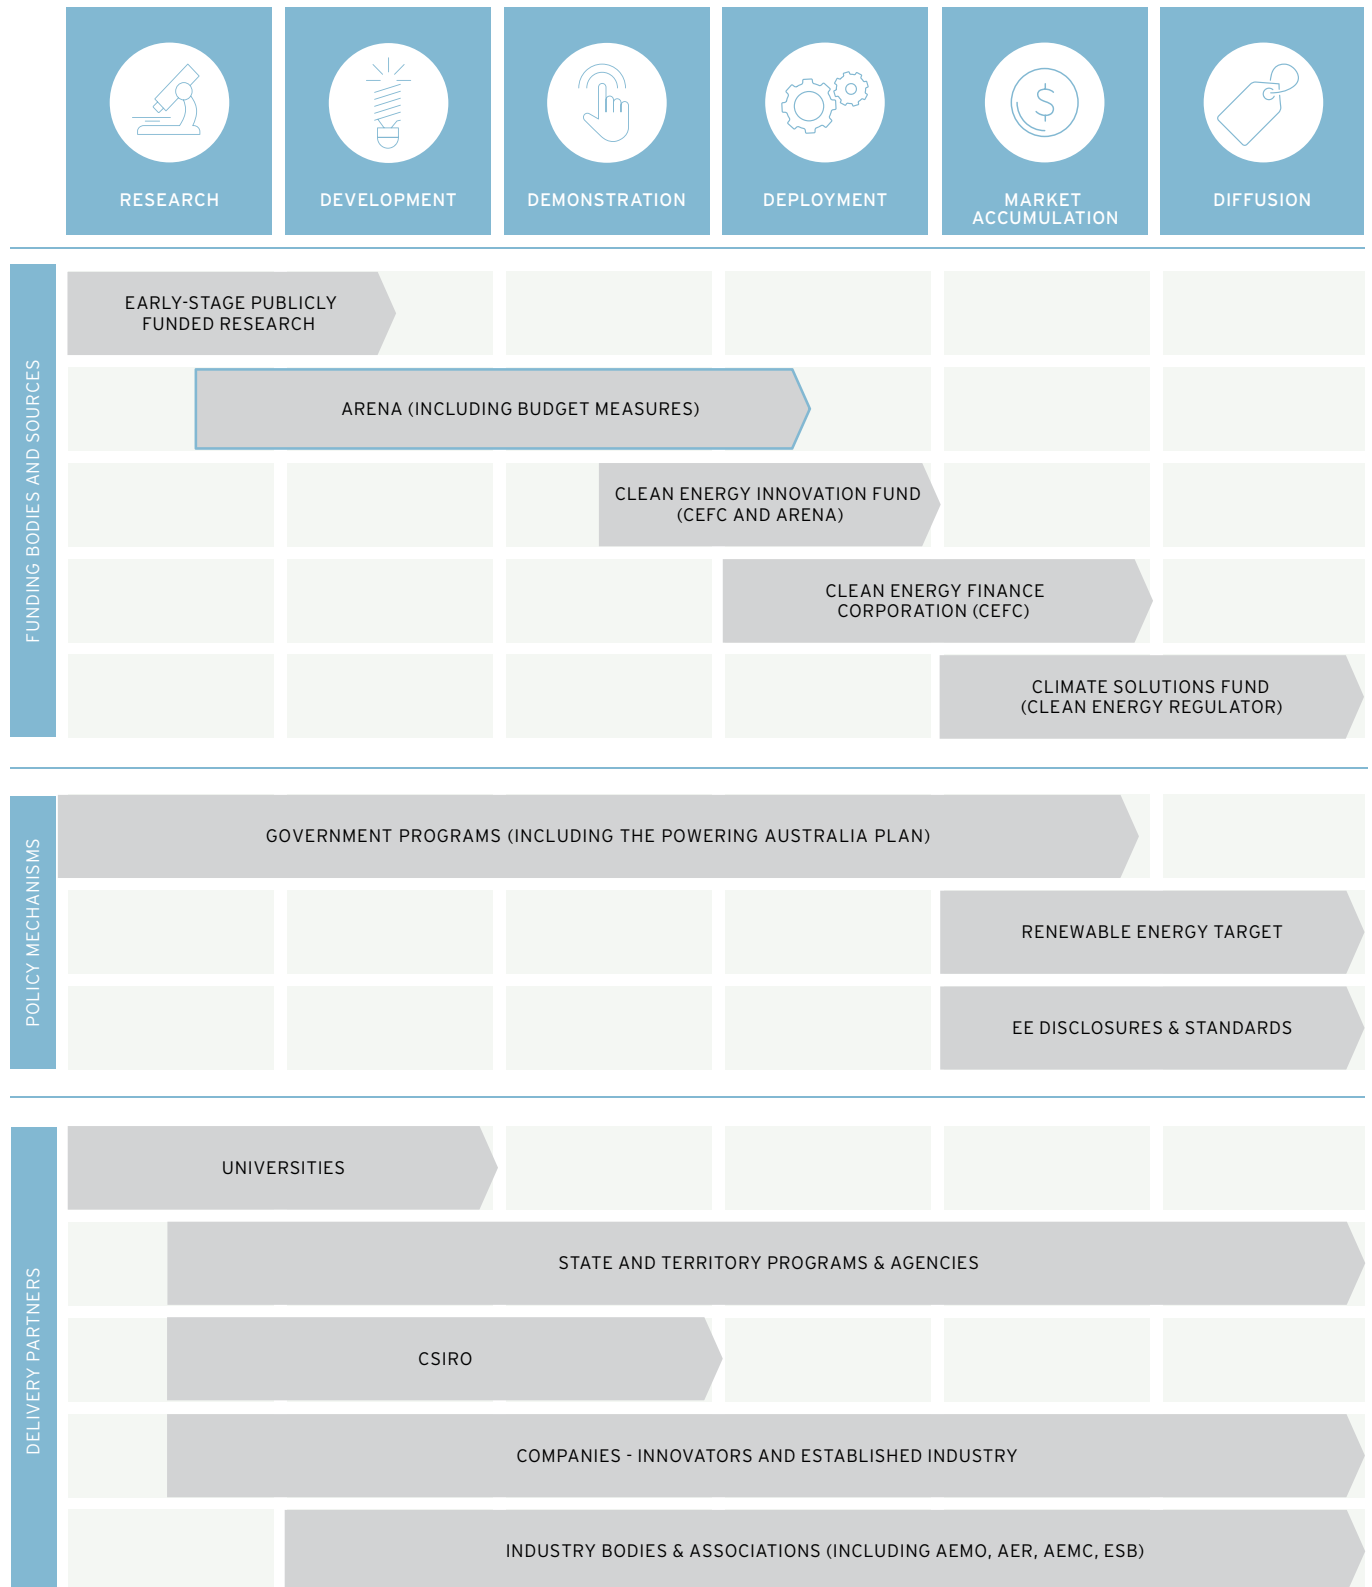 RESEARCH
DEVELOPMENT
DEMONSTRATION
DEPLOYMENT
MARKET
ACCUMULATION
DIFFUSION
FUNDING BODIES AND SOURCES
EARLY-STAGE PUBLICLY
FUNDED RESEARCH
ARENA (INCLUDING BUDGET MEASURES)
CLEAN ENERGY INNOVATION FUND
(CEFC AND ARENA)
CLEAN ENERGY FINANCE
CORPORATION (CEFC)
CLIMATE SOLUTIONS FUND
(CLEAN ENERGY REGULATOR)
POLICY MECHANISMS
GOVERNMENT PROGRAMS (INCLUDING THE POWERING AUSTRALIA PLAN)
RENEWABLE ENERGY TARGET
EE DISCLOSURES & STANDARDS
DELIVERY PARTNERS
UNIVERSITIES
STATE AND TERRITORY PROGRAMS & AGENCIES
CSIRO
COMPANIES - INNOVATORS AND ESTABLISHED INDUSTRY
INDUSTRY BODIES & ASSOCIATIONS (INCLUDING AEMO, AER, AEMC, ESB)